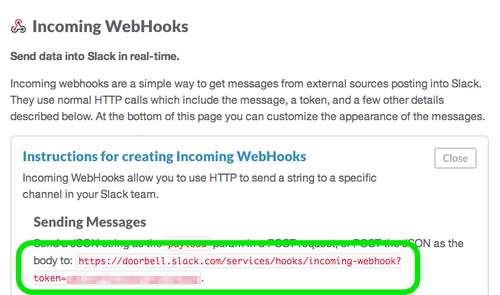 Incoming WebHooks
Send data into Slack in real-time.
Incoming webhooks are a simple way to get messages from external sources posting into Slack.
They use normal HTTP calls which include the message, a token, and a few other details
described below. At the bottom of this page you can customize the appearance of the messages.
Instructions for creating Incoming WebHooks
Close
Incoming WebHooks allow you to use HTTP to send a string to a specific
channel in your Slack team.
Sending Messages
Send a JSON string as the payload param in a POST request, or POST the JSON as the
body to: https://doorbell.slack.com/services/hooks/incoming-webhook?
token= .